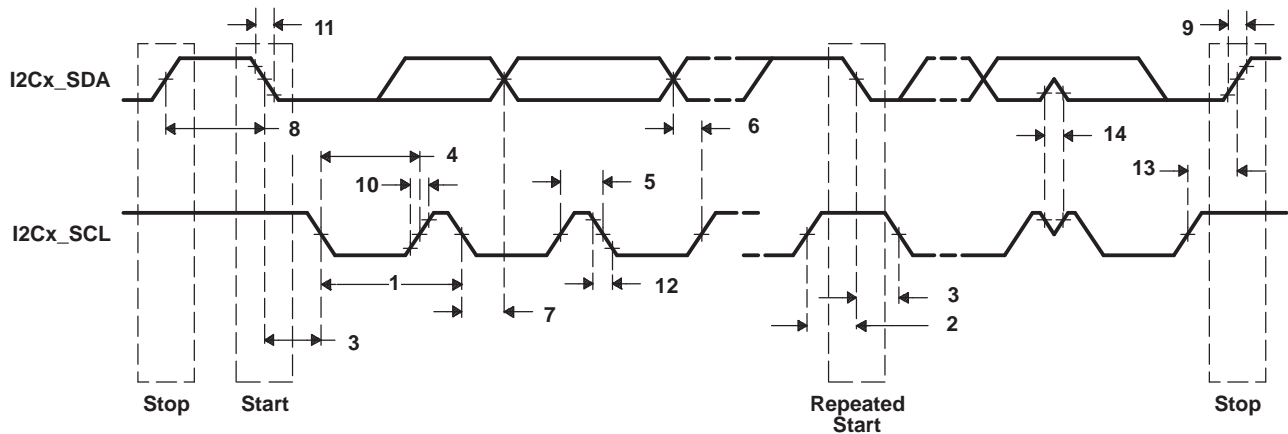 11
9
I2Cx_SDA
8
6
14
4
10
5
13
I2Cx_SCL
1
12
7
3
3
2
Stop
Start
Repeated
Start
Stop